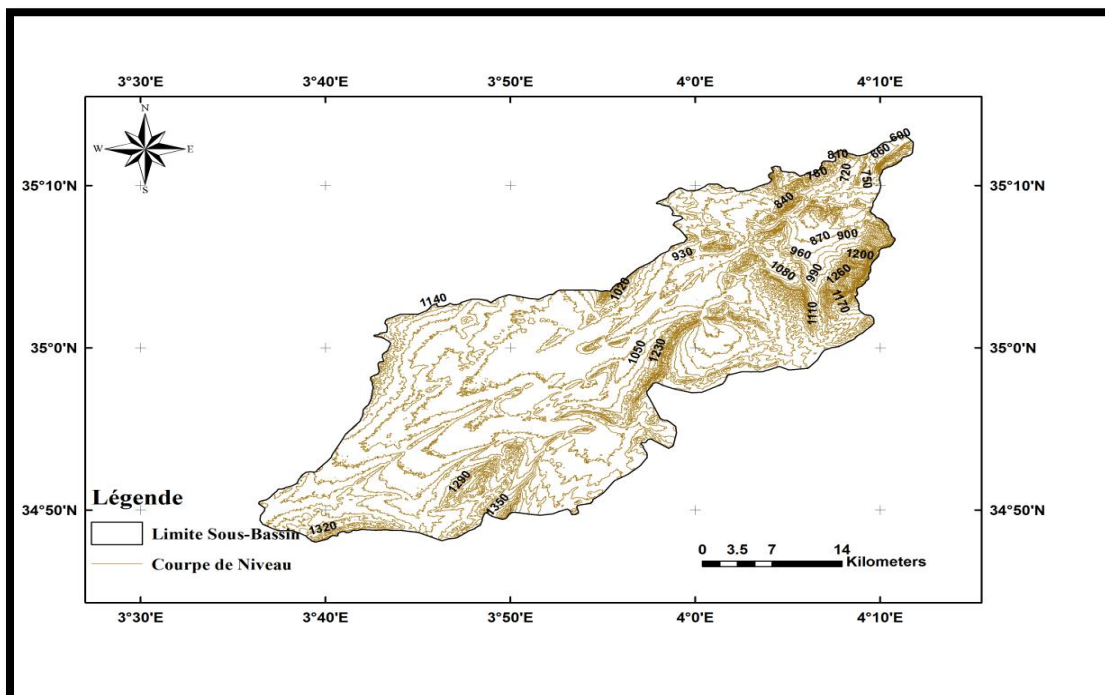 3°30'E 3°40'E 3°50'E 4°0'E 4°10'E
N
W E
S
35°10'N 35°10'N
35°0'N 35°0'N
34°50'N 34°50'N
600
810
660
780
720
750
840
870
900
930
960
1200
1080
990
1260
1020
1170
1140
1110
1050
1230
1290
1350
1320
Légende
Limite Sous-Bassin
Courpe de Niveau
0 3.5 7 14
Kilometers
3°30'E 3°40'E 3°50'E 4°0'E 4°10'E